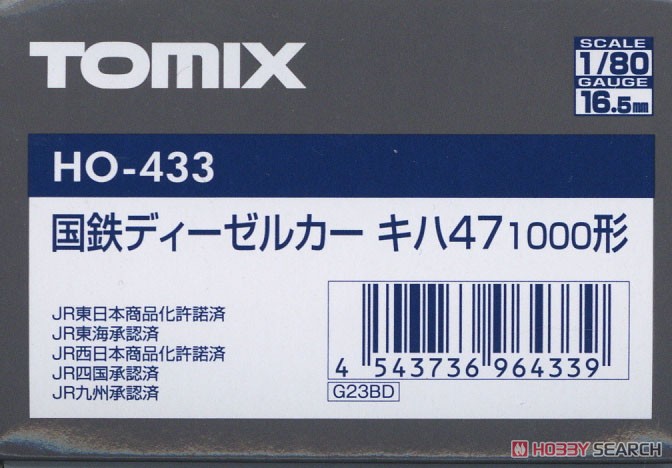 TOMIX
SCALE
1/80
GAUGE
16.5mm
HO-433
国鉄ディーゼルカー キハ47 1000形
JR東日本商品化許諾済
JR東海承認済
JR西日本商品化許諾済
JR四国承認済
JR九州承認済
4 543736 964339
G23BD
HOBBY SEARCH